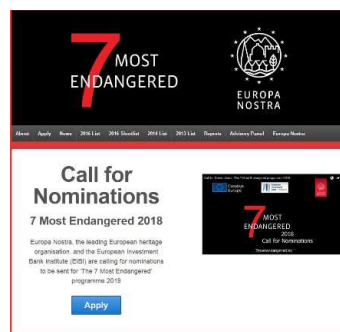 7 MOST
ENDANGERED
EUROPA
NOSTRA
About Apply News 2016 List 2016 Shortlist 2014 List 2013 List Reports Advisory Panel Europa Nostra
Call for
Nominations
7 Most Endangered 2018
Europa Nostra, the leading European heritage
organisation, and the European Investment
Bank Institute (EIBI) are calling for nominations
to be sent for 'The 7 Most Endangered'
programme 2018
Apply
Creative
Europe
7 MOST
ENDANGERED
2018
Call for Nominations